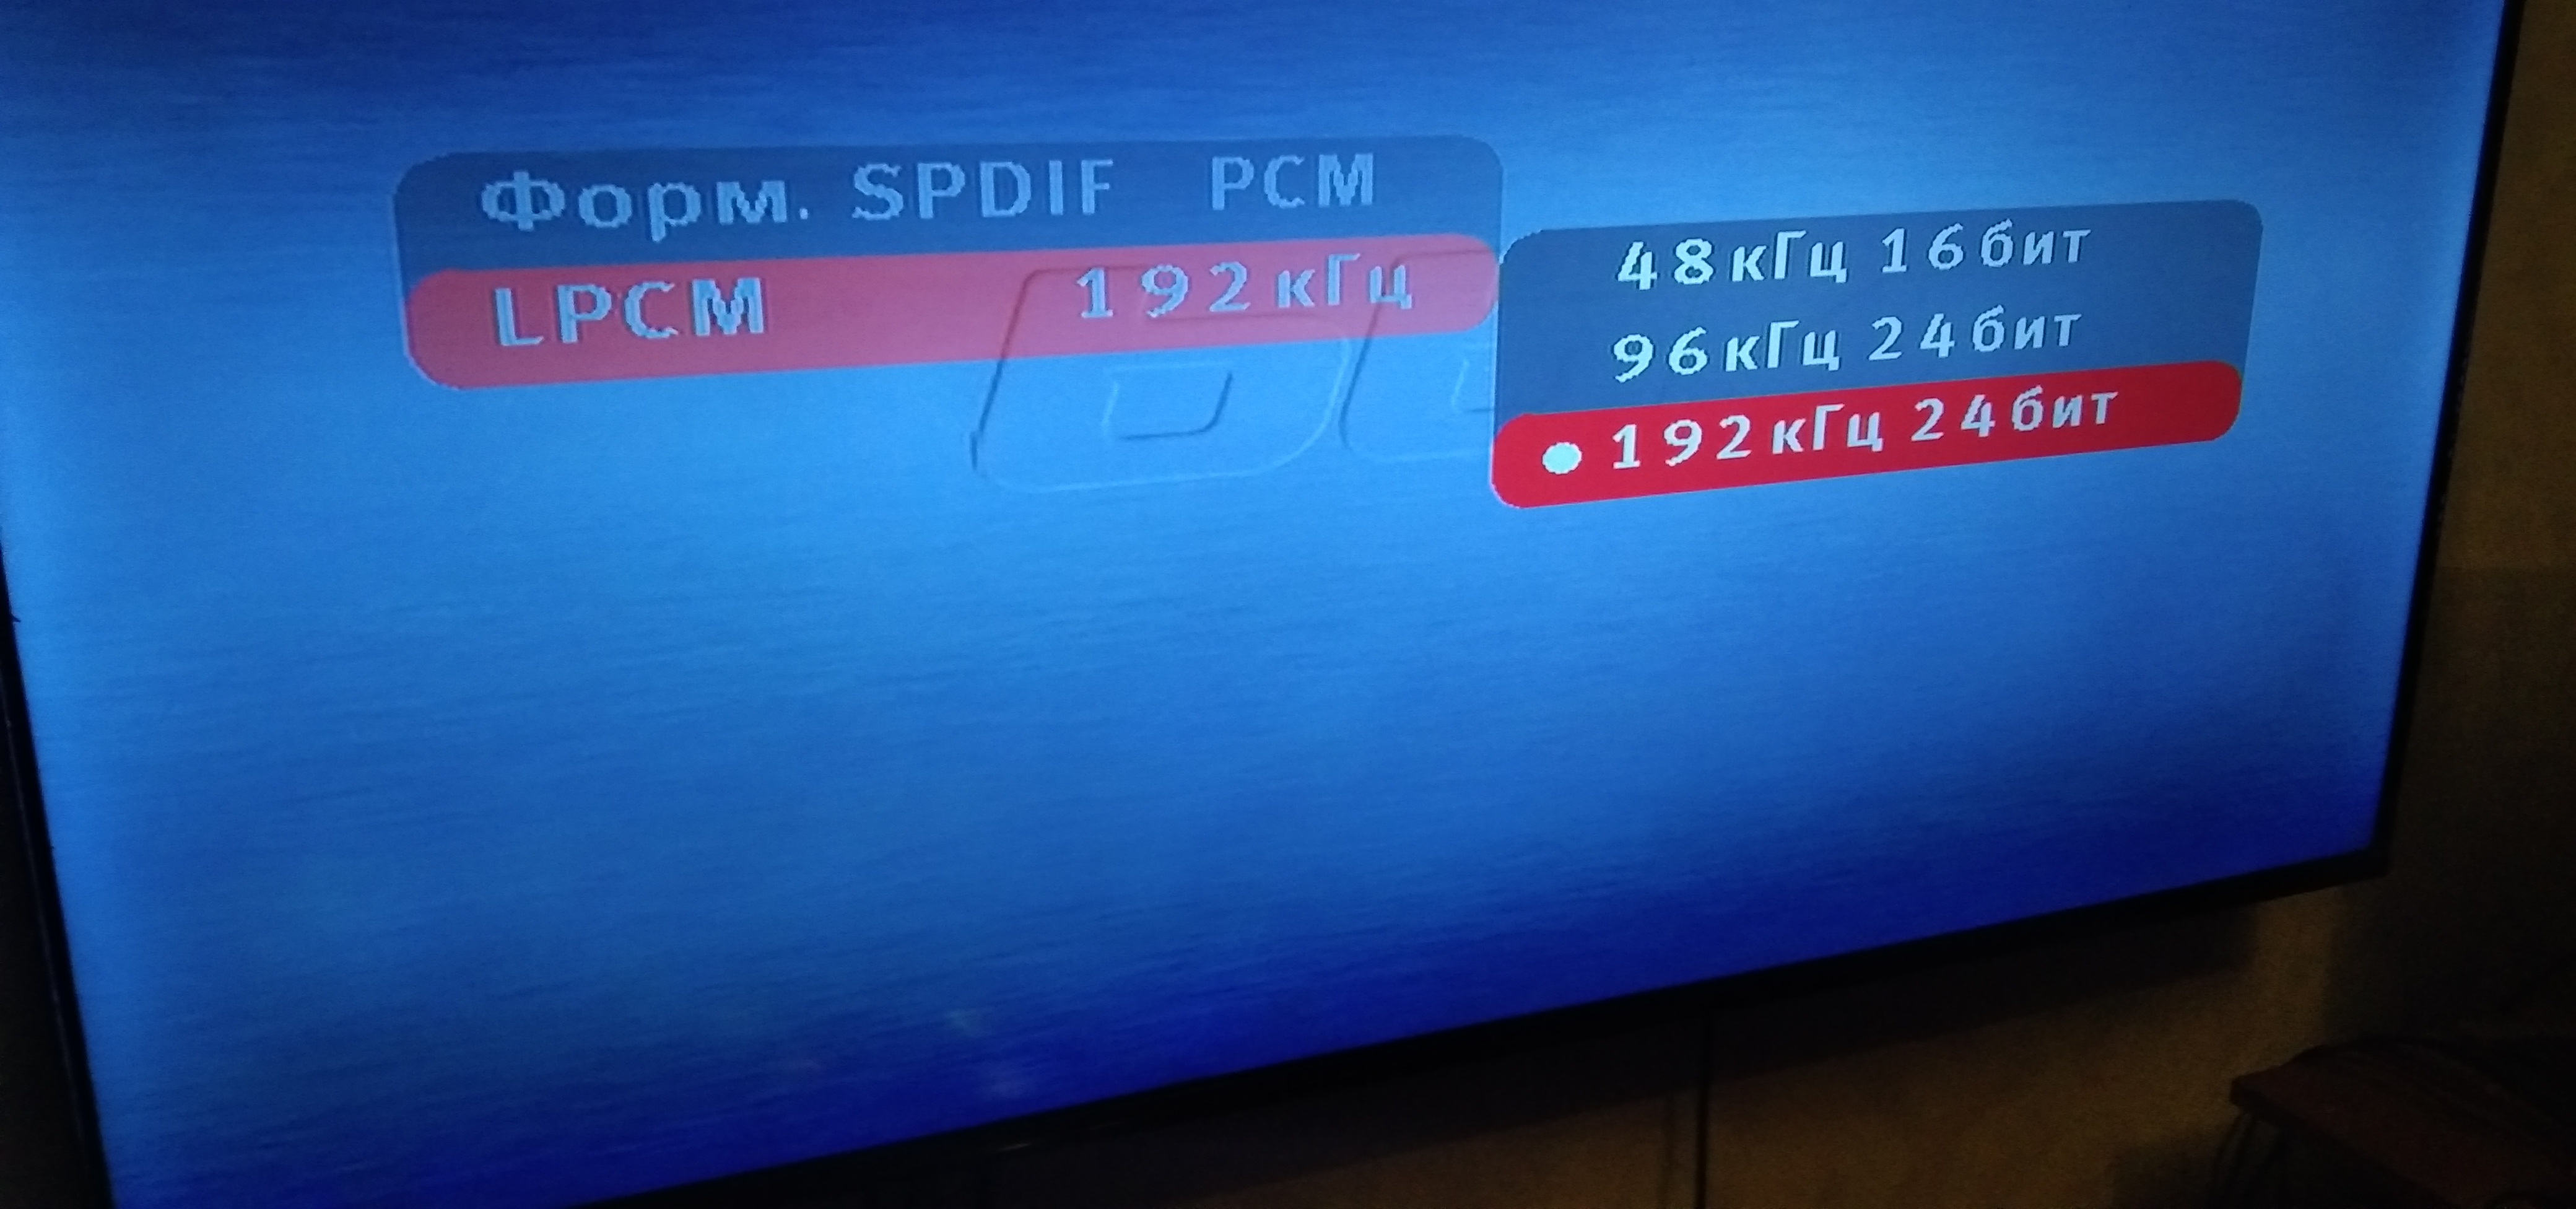 Форм. SPDIF PCM
LPCM 192кГц
48кГц 16бит
96кГц 24бит
192кГц 24бит